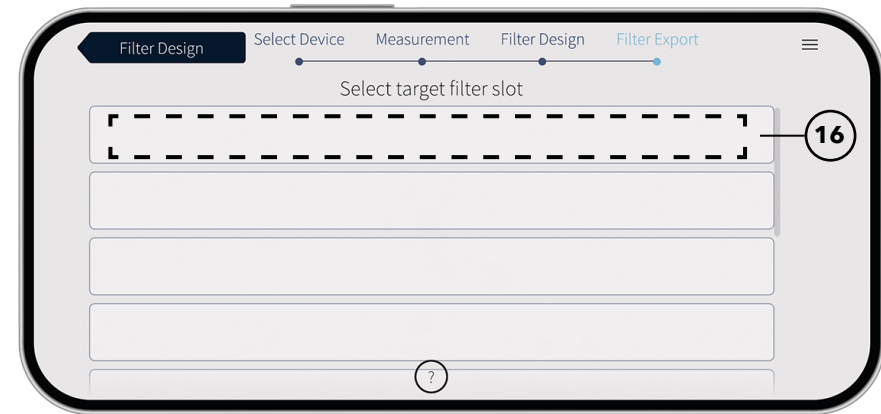 Filter Design
Select Device
Measurement
Filter Design
Filter Export
Select target filter slot
16
?